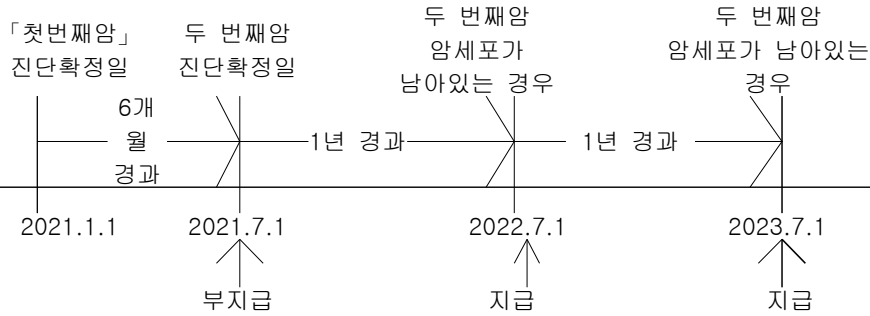 「첫번째암」
진단확정일
두 번째암
진단확정일
두 번째암
암세포가
남아있는 경우
두 번째암
암세포가 남아있는
경우
6개
월
경과
1년 경과
1년 경과
2021.1.1
2021.7.1
2022.7.1
2023.7.1
부지급
지급
지급